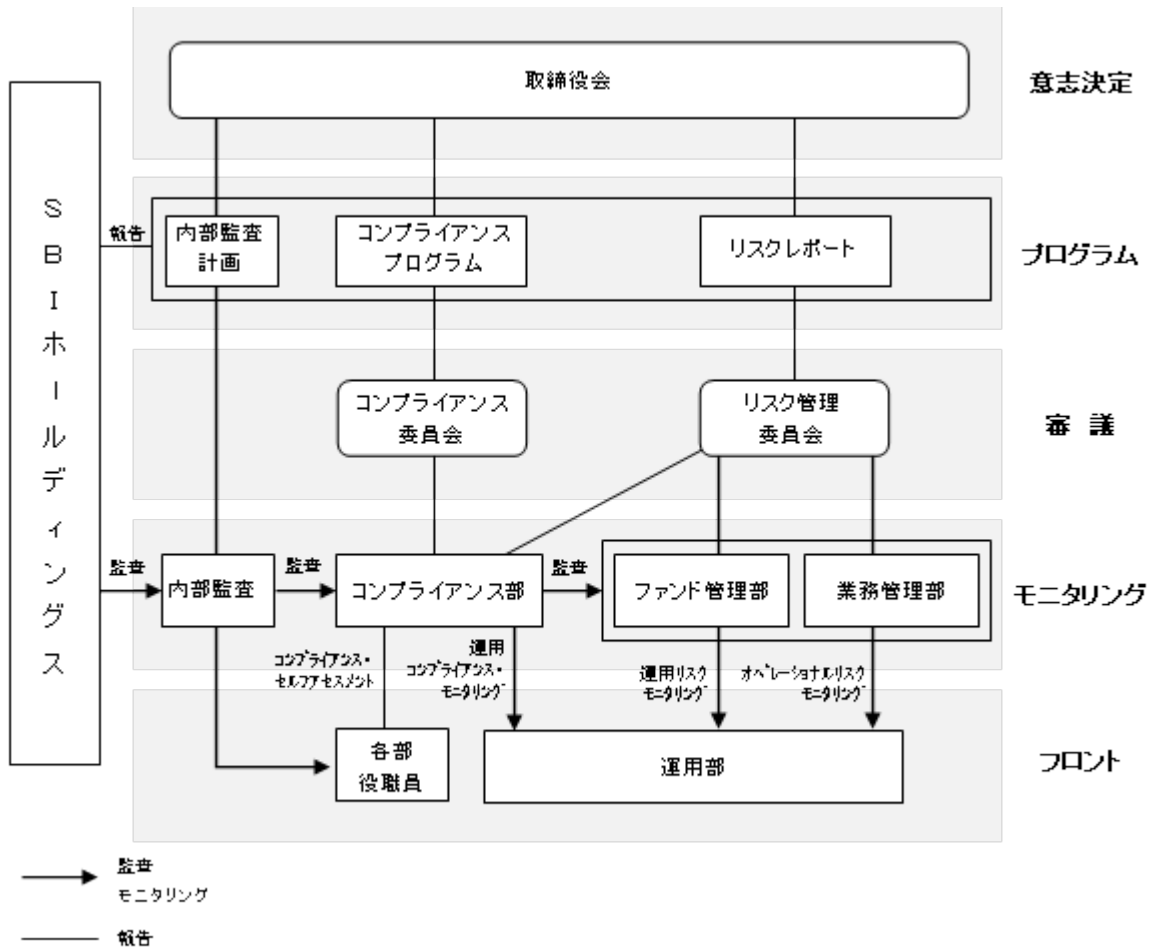 取締役会
意志決定
SBIホールディングス
報告
内部監査
計画
コンプライアンス
プログラム
リスクレポート
プログラム
コンプライアンス
委員会
リスク管理
委員会
審 議
監査
内部監査
監査
コンプライアンス部
監査
ファンド管理部
業務管理部
モニタリング
コンプライアンス・
セルフアセスメント
運用
コンプライアンス・
モニタリング
運用リスク
モニタリング
オペレーショナルリスク
モニタリング
各部
役職員
運用部
フロント
監査
モニタリング
報告